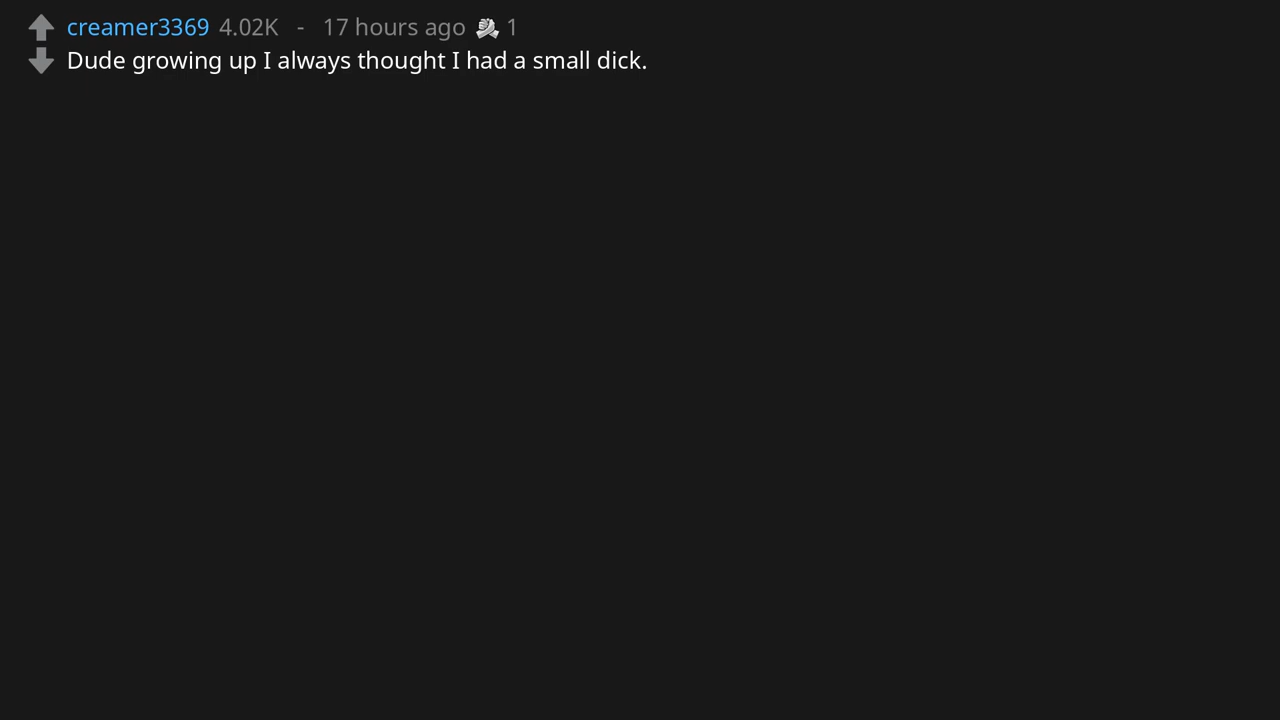 creamer3369 4.02K - 17 hours ago 1
Dude growing up I always thought I had a small dick.